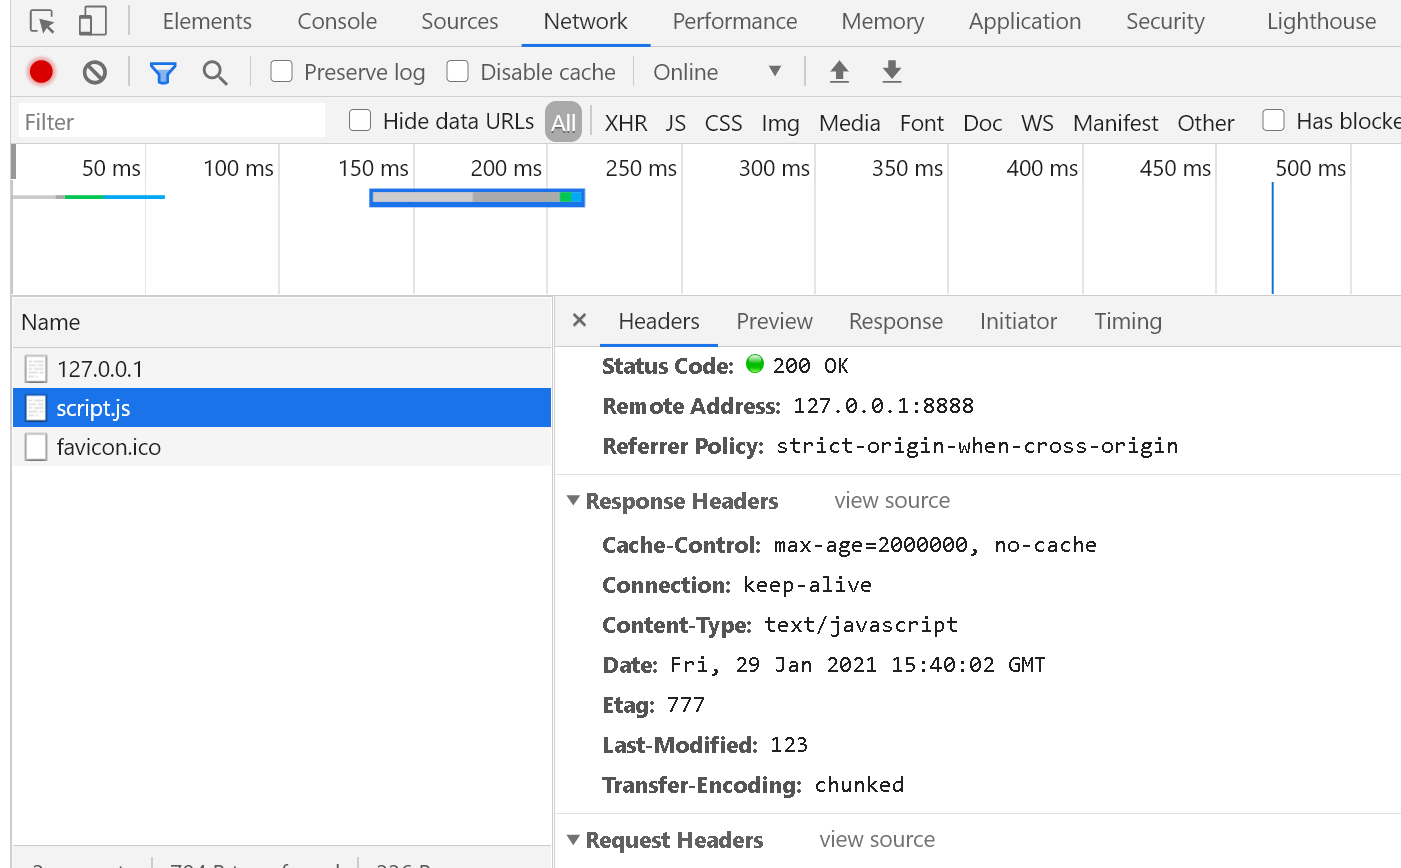 Elements Console Sources Network Performance Memory Application Security Lighthouse
Preserve log Disable cache Online
Filter Hide data URLs All XHR JS CSS Img Media Font Doc WS Manifest Other Has blocke
50 ms 100 ms 150 ms 200 ms 250 ms 300 ms 350 ms 400 ms 450 ms 500 ms
Name
127.0.0.1
script.js
favicon.ico
× Headers Preview Response Initiator Timing
Status Code: 200 OK
Remote Address: 127.0.0.1:8888
Referrer Policy: strict-origin-when-cross-origin
Response Headers view source
Cache-Control: max-age=2000000, no-cache
Connection: keep-alive
Content-Type: text/javascript
Date: Fri, 29 Jan 2021 15:40:02 GMT
Etag: 777
Last-Modified: 123
Transfer-Encoding: chunked
Request Headers view source